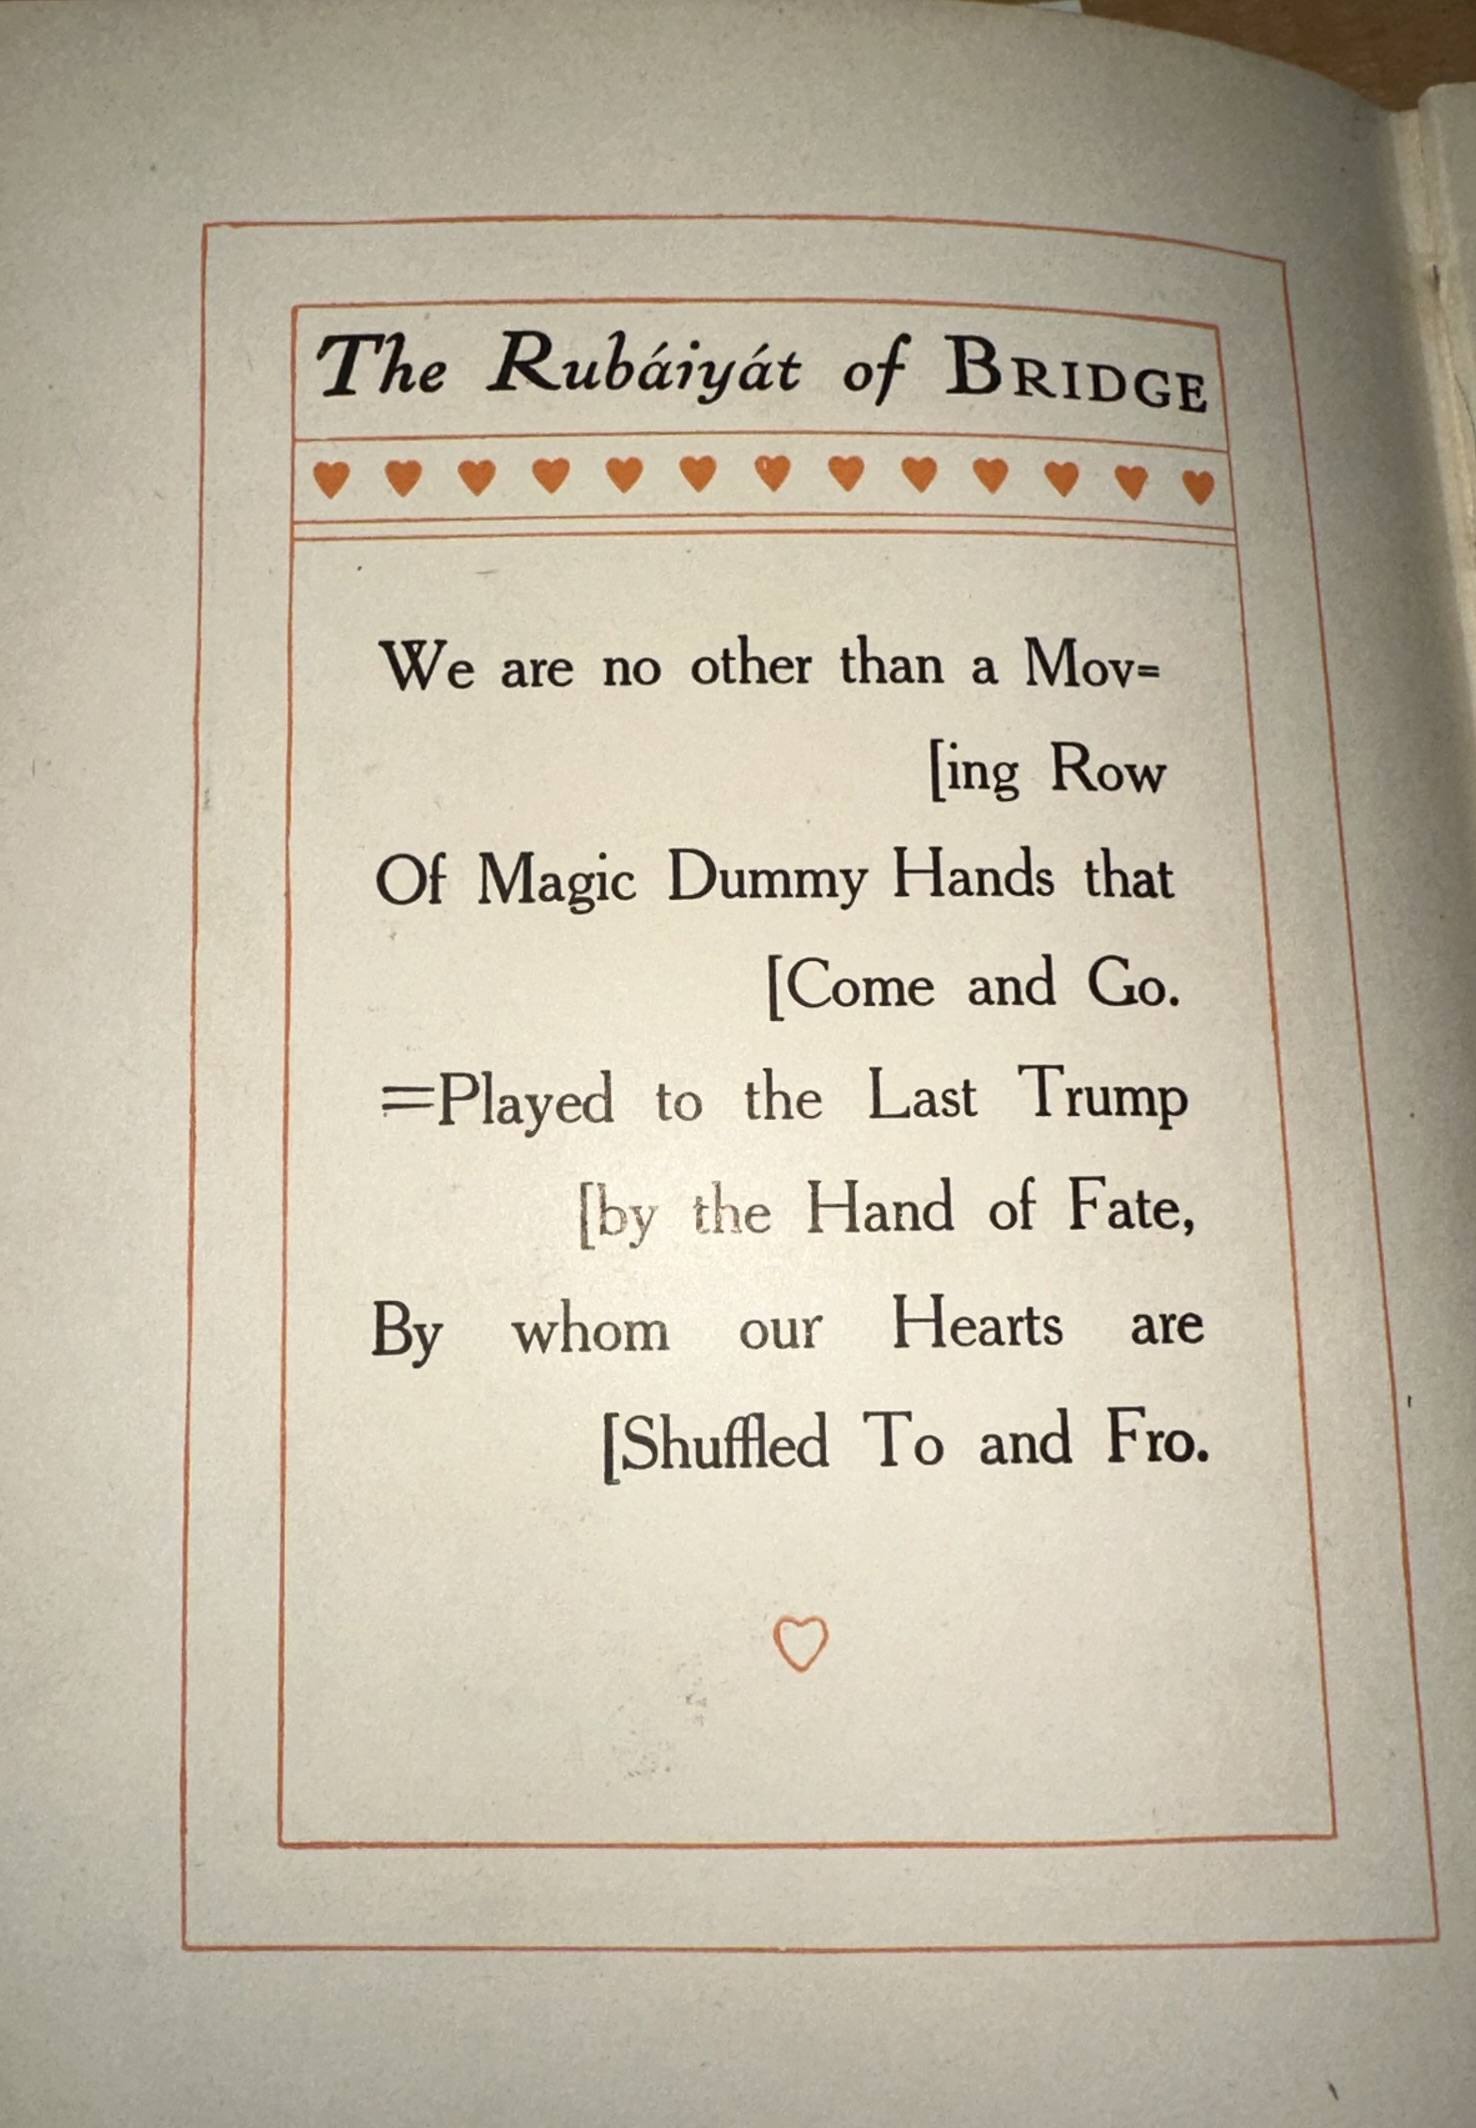 The Rubáiyát of BRIDGE
We are no other than a Mov=
[ing Row
Of Magic Dummy Hands that
[Come and Go.
=Played to the Last Trump
[by the Hand of Fate,
By whom our Hearts are
[Shuffled To and Fro.